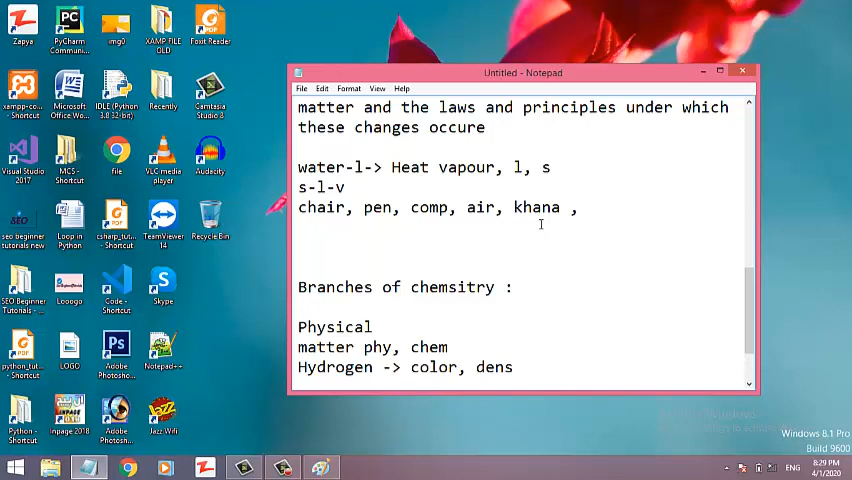 Zapya
PyCharm
Communi...
img0
XAMP FILE
OLD
Foxit Reader
xampp-co...
- Shortcut
Microsoft
Office Wo...
IDLE (Python
3.8 32-bit)
Recently
Camtasia
Studio 8
Visual Studio
2017
MCS -
Shortcut
file
VLC media
player
Audacity
seo beginner
tutorials new
Loop in
Python
csharp_tut...
- Shortcut
TeamViewer
14
Recycle Bin
SEO Beginner
Tutorials -...
Looogo
Code -
Shortcut
Skype
python_tut...
- Shortcut
LOGO
Adobe
Photosho...
Notepad++
Python -
Shortcut
Inpage 2018
Adobe
Photosh...
Jazz Wifi
Untitled - Notepad
File Edit Format View Help
matter and the laws and principles under which
these changes occure
water-l-> Heat vapour, l, s
s-l-v
chair, pen, comp, air, khana ,
Branches of chemsitry :
Physical
matter phy, chem
Hydrogen -> color, dens
Windows 8.1 Pro
Build 9600
ENG
8:29 PM
4/1/2020